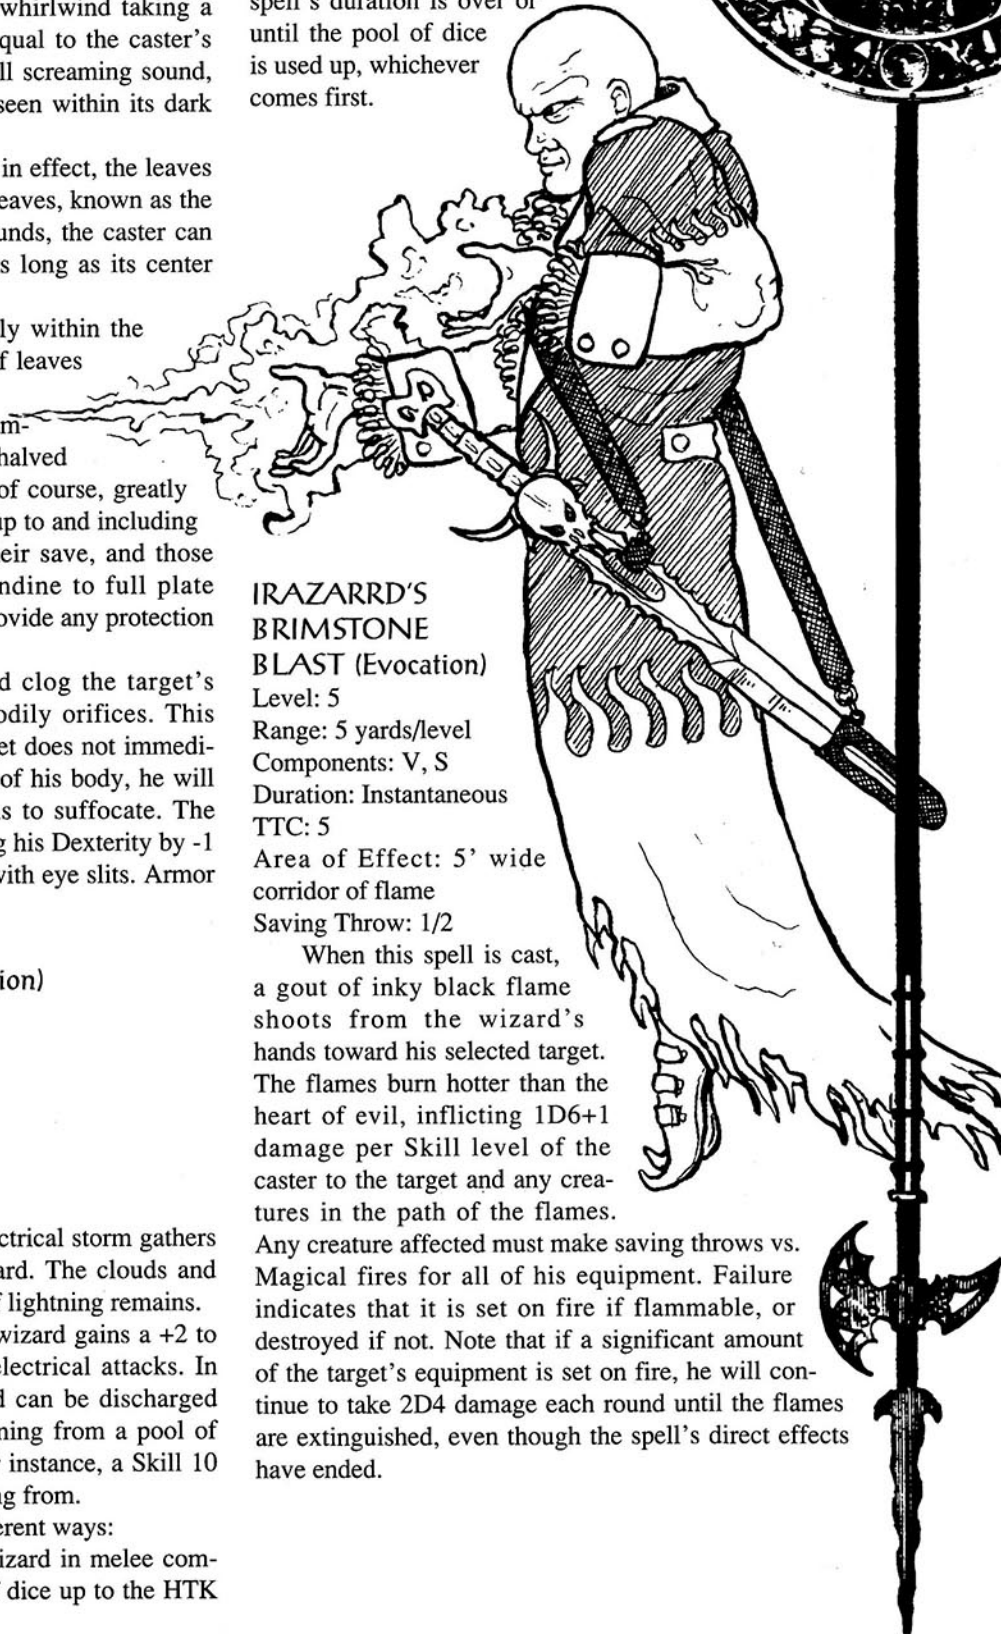 whirlwind taking a
qual to the caster's
ll screaming sound,
seen within its dark
in effect, the leaves
eaves, known as the
unds, the caster can
s long as its center
ly within the
f leaves
m-
halved
of course, greatly
up to and including
eir save, and those
ndine to full plate
ovide any protection
d clog the target's
odily orifices. This
et does not immedi-
of his body, he will
s to suffocate. The
g his Dexterity by -1
with eye slits. Armor
ion)
ctrical storm gathers
ard. The clouds and
f lightning remains.
wizard gains a +2 to
electrical attacks. In
d can be discharged
ning from a pool of
r instance, a Skill 10
ng from.
erent ways:
izard in melee com-
f dice up to the HTK
spell's duration is over or
until the pool of dice
is used up, whichever
comes first.
IRAZARRD'S
BRIMSTONE
BLAST (Evocation)
Level: 5
Range: 5 yards/level
Components: V, S
Duration: Instantaneous
TTC: 5
Area of Effect: 5' wide
corridor of flame
Saving Throw: 1/2
When this spell is cast,
a gout of inky black flame
shoots from the wizard's
hands toward his selected target.
The flames burn hotter than the
heart of evil, inflicting 1D6+1
damage per Skill level of the
caster to the target and any crea-
tures in the path of the flames.
Any creature affected must make saving throws vs.
Magical fires for all of his equipment. Failure
indicates that it is set on fire if flammable, or
destroyed if not. Note that if a significant amount
of the target's equipment is set on fire, he will con-
tinue to take 2D4 damage each round until the flames
are extinguished, even though the spell's direct effects
have ended.